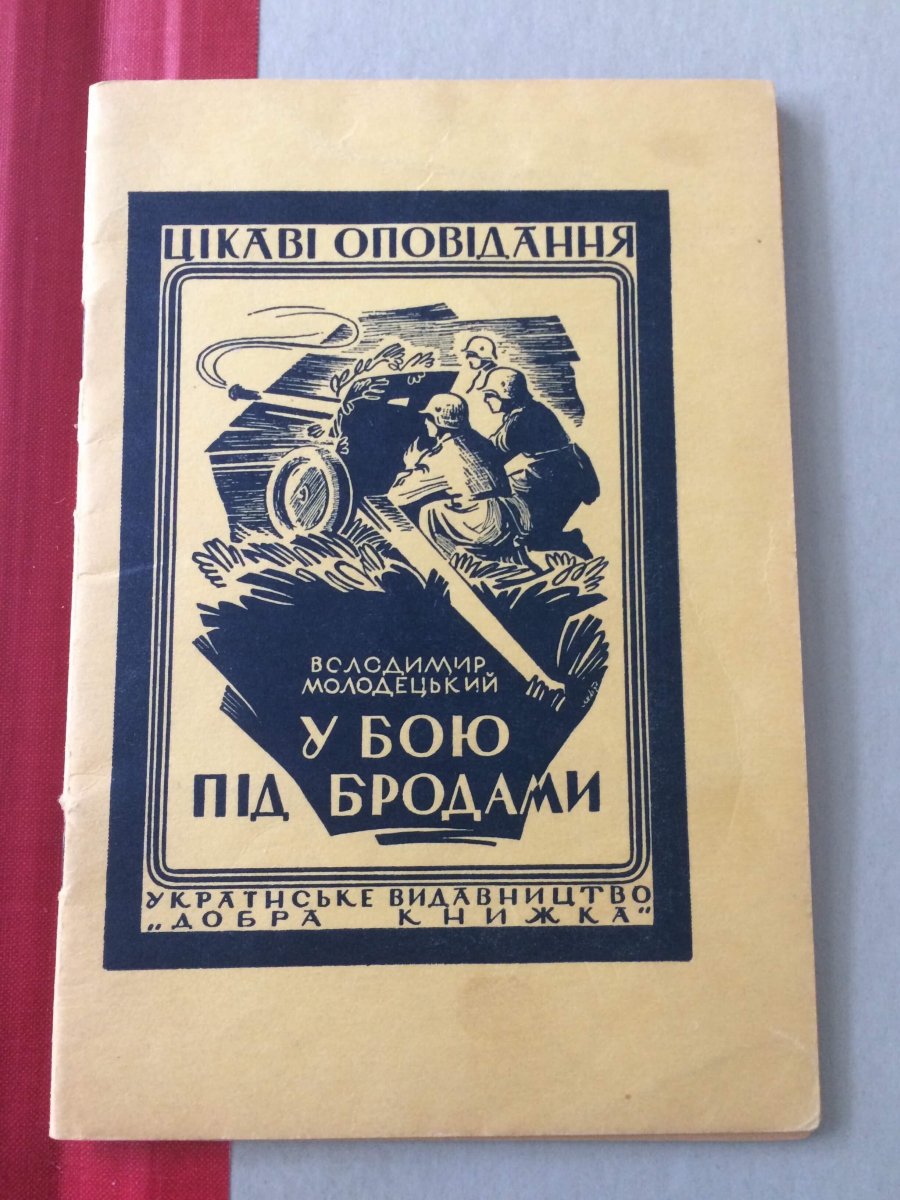 ЦІКАВІ ОПОВІДАННЯ
ВОЛОДИМИР
МОЛОДЕЦЬКИЙ
У БОЮ
ПІД БРОДАМИ
УКРАЇНСЬКЕ ВИДАВНИЦТВО
„ДОБРА КНИЖКА"